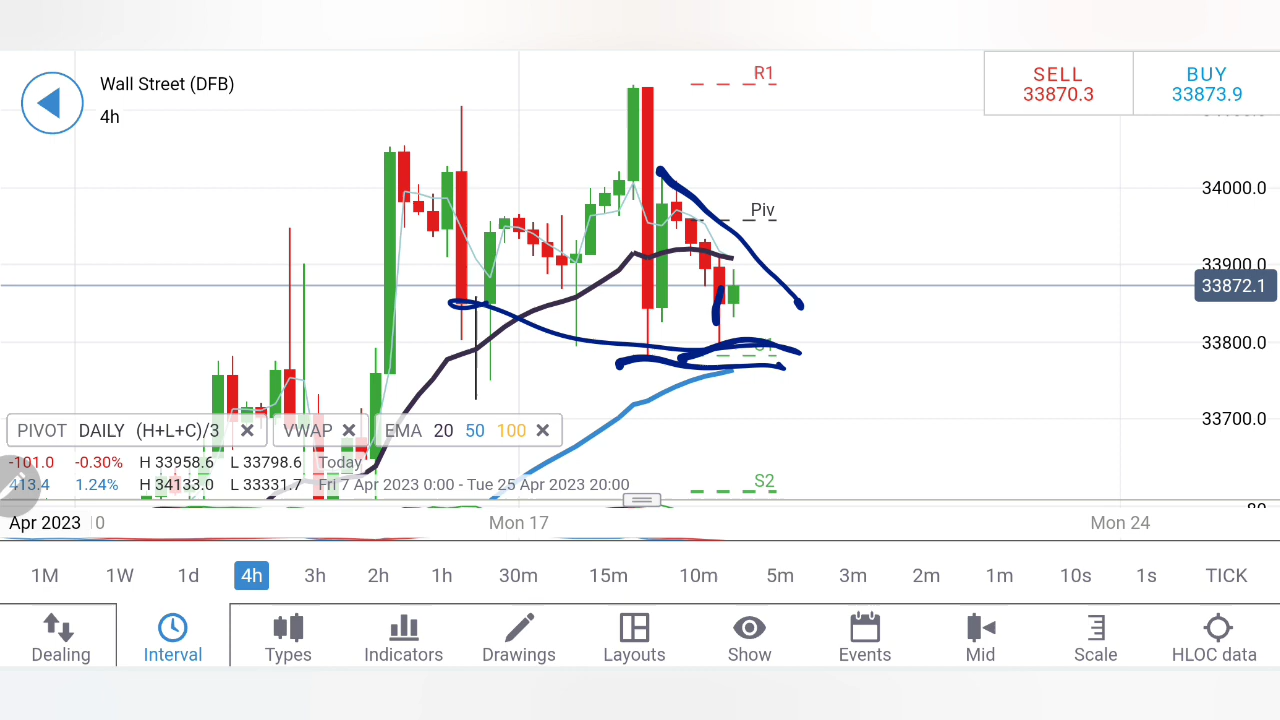 Wall Street (DFB)
4h
SELL
33870.3
BUY
33873.9
R1
34000.0
Piv
33900.0
33872.1
33800.0
33700.0
PIVOT DAILY (H+L+C)/3
VWAP
EMA 20 50 100
-101.0 -0.30% H 33958.6 L 33798.6 Today
413.4 1.24% H 34133.0 L 33331.7 Fri 7 Apr 2023 0:00 - Tue 25 Apr 2023 20:00
S2
Apr 2023 0 Mon 17 Mon 24
1M 1W 1d 4h 3h 2h 1h 30m 15m 10m 5m 3m 2m 1m 10s 1s TICK
Dealing Interval Types Indicators Drawings Layouts Show Events Mid Scale HLOC data